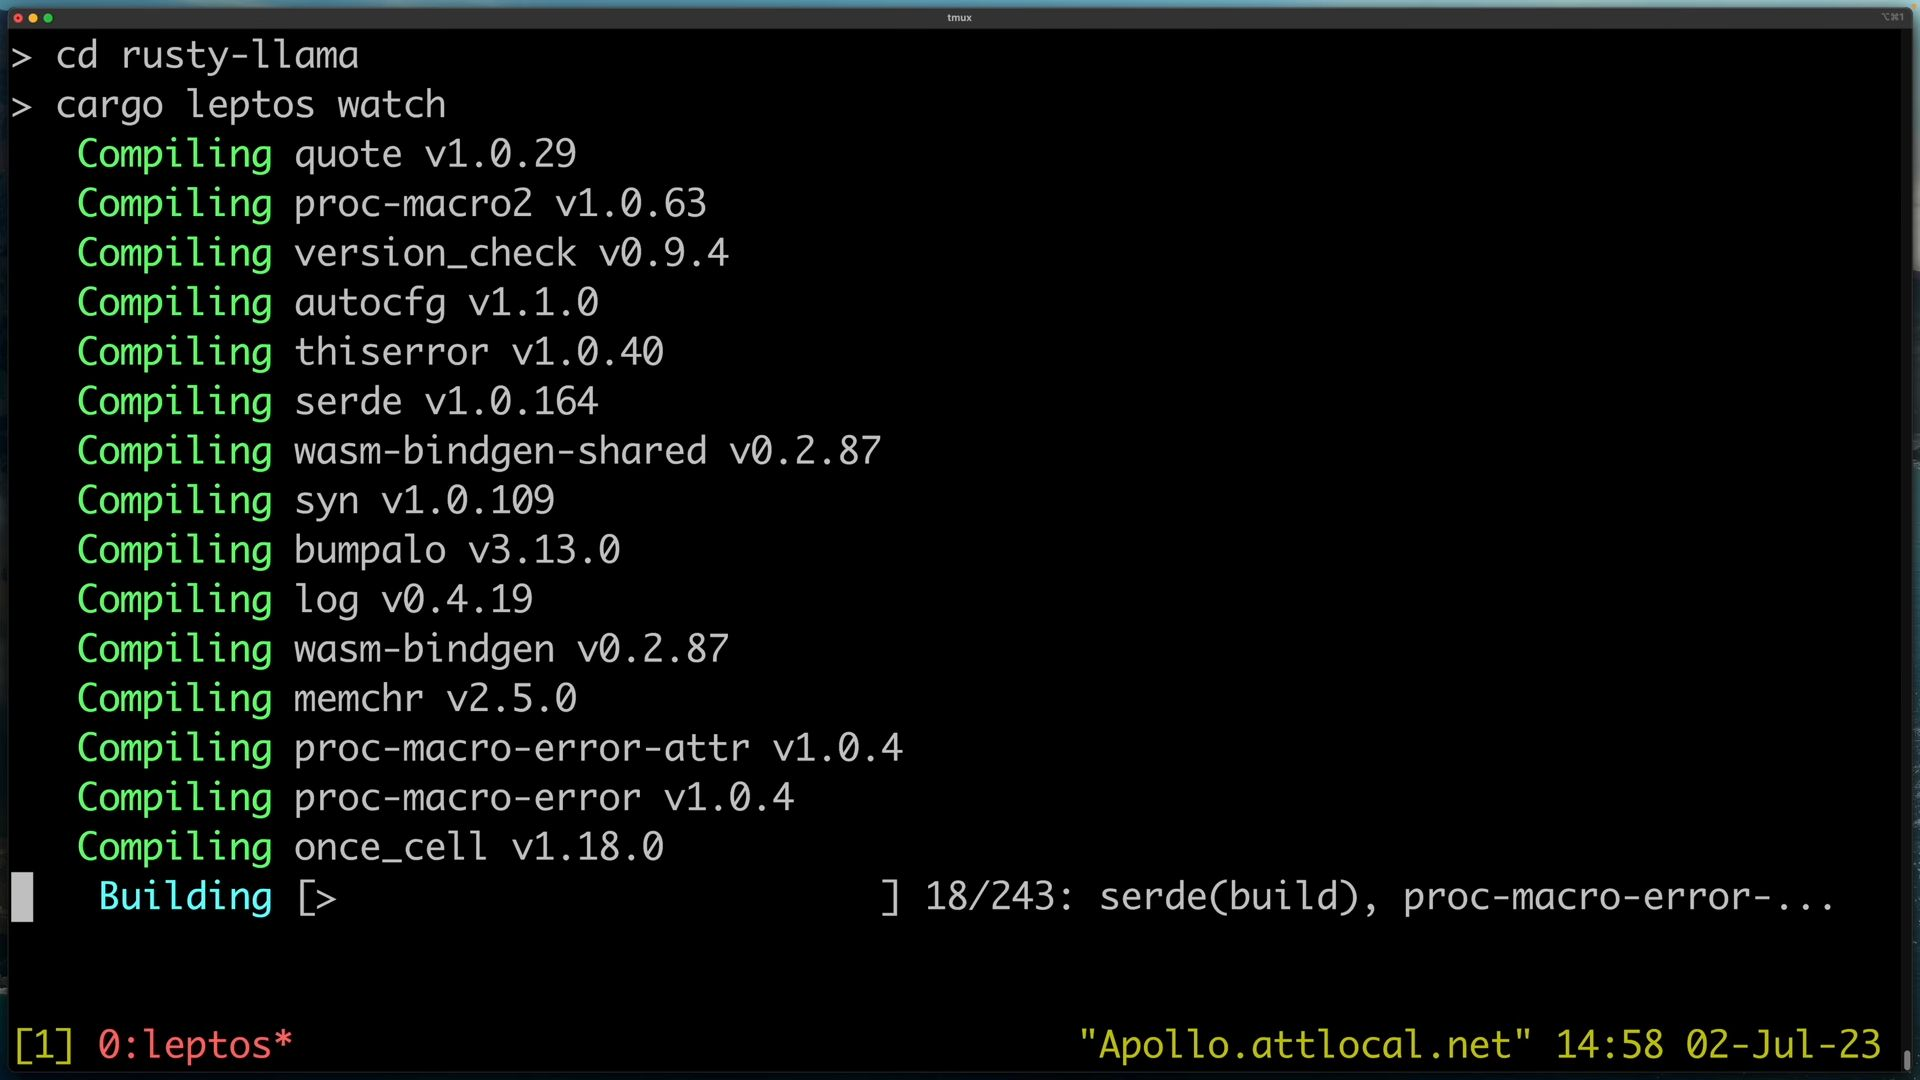 tmux
⌥⌘1
> cd rusty-llama
> cargo leptos watch
Compiling quote v1.0.29
Compiling proc-macro2 v1.0.63
Compiling version_check v0.9.4
Compiling autocfg v1.1.0
Compiling thiserror v1.0.40
Compiling serde v1.0.164
Compiling wasm-bindgen-shared v0.2.87
Compiling syn v1.0.109
Compiling bumpalo v3.13.0
Compiling log v0.4.19
Compiling wasm-bindgen v0.2.87
Compiling memchr v2.5.0
Compiling proc-macro-error-attr v1.0.4
Compiling proc-macro-error v1.0.4
Compiling once_cell v1.18.0
Building [> ] 18/243: serde(build), proc-macro-error-...
[1] 0:leptos* "Apollo.attlocal.net" 14:58 02-Jul-23